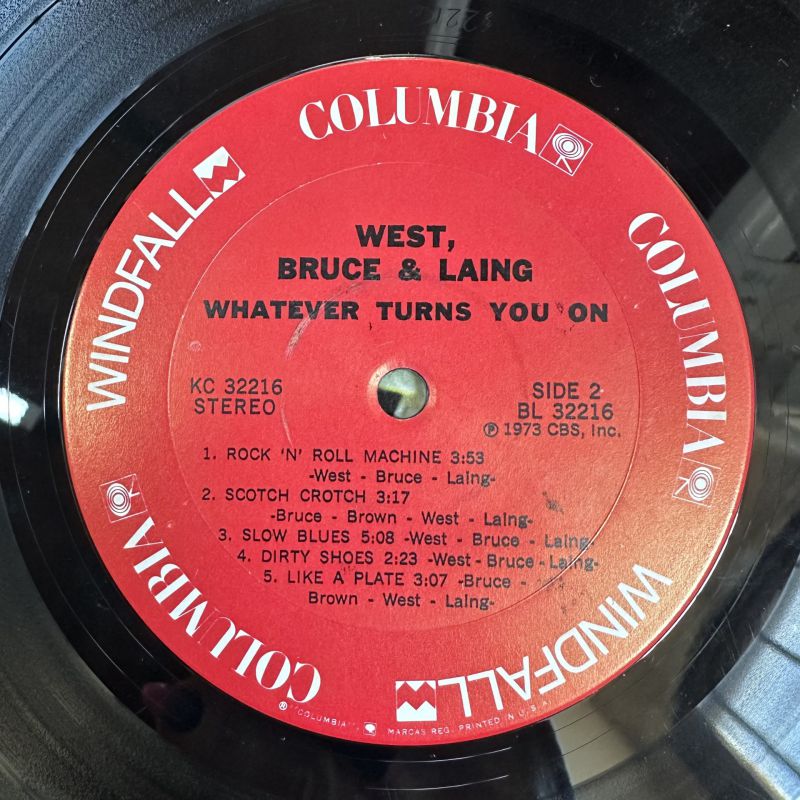 COLUMBIA
WINDFALL
COLUMBIA
WEST,
BRUCE & LAING
WHATEVER TURNS YOU ON
KC 32216
STEREO
SIDE 2
BL 32216
℗ 1973 CBS, Inc.
1. ROCK 'N' ROLL MACHINE 3:53
-West - Bruce - Laing-
2. SCOTCH CROTCH 3:17
-Bruce - Brown - West - Laing-
3. SLOW BLUES 5:08 -West - Bruce - Laing-
4. DIRTY SHOES 2:23 -West - Bruce - Laing-
5. LIKE A PLATE 3:07 -Bruce -
Brown - West - Laing-
COLUMBIA
WINDFALL
® "COLUMBIA" MARCAS REG. PRINTED IN U.S.A.